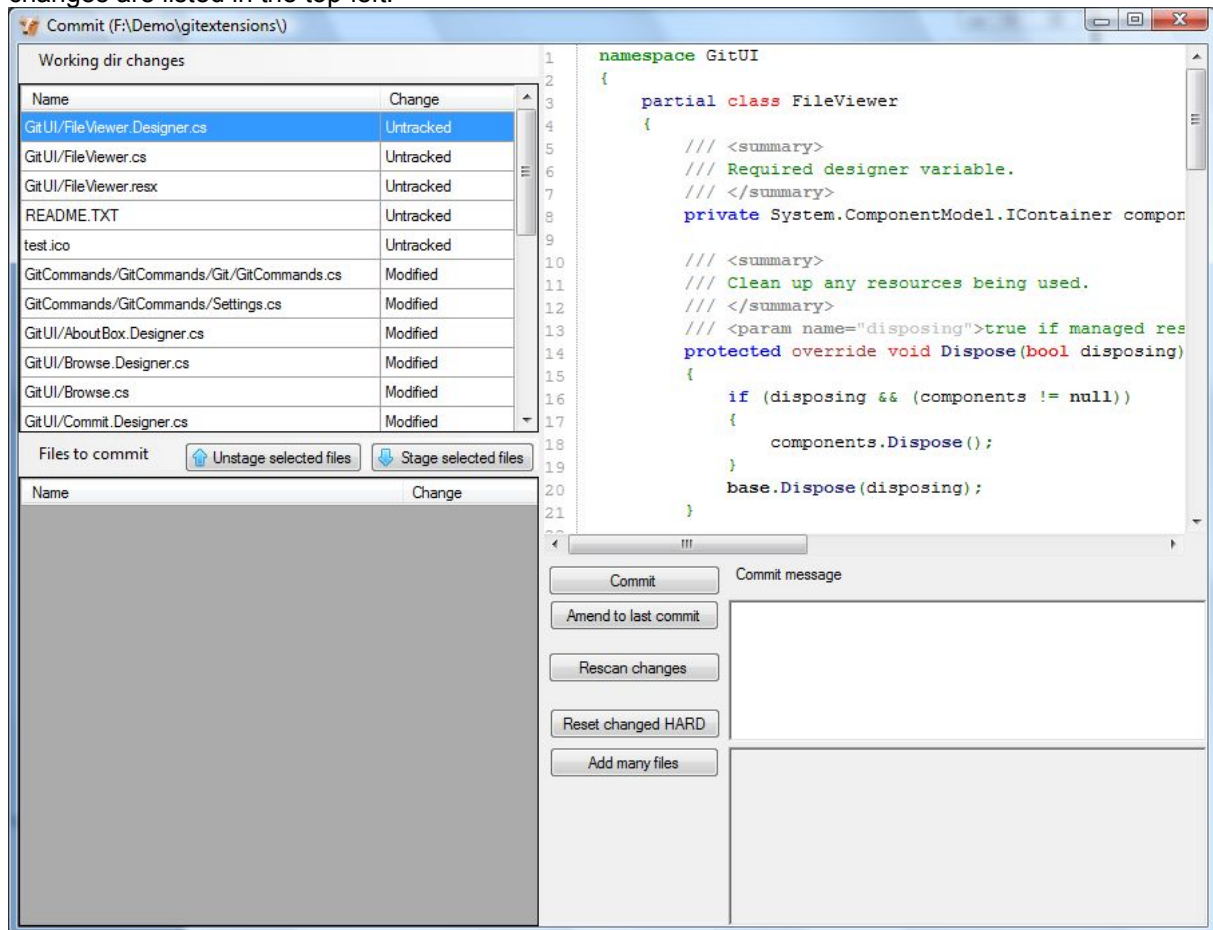 changes are listed in the top left.
Commit (F:\Demo\gitextensions\)
Working dir changes
Name Change
GitUI/FileViewer.Designer.cs Untracked
GitUI/FileViewer.cs Untracked
GitUI/FileViewer.resx Untracked
README.TXT Untracked
test.ico Untracked
GitCommands/GitCommands/Git/GitCommands.cs Modified
GitCommands/GitCommands/Settings.cs Modified
GitUI/AboutBox.Designer.cs Modified
GitUI/Browse.Designer.cs Modified
GitUI/Browse.cs Modified
GitUI/Commit.Designer.cs Modified
Files to commit Unstage selected files Stage selected files
Name Change
1 namespace GitUI
2 {
3 partial class FileViewer
4 {
5 /// <summary>
6 /// Required designer variable.
7 /// </summary>
8 private System.ComponentModel.IContainer compon
9
10 /// <summary>
11 /// Clean up any resources being used.
12 /// </summary>
13 /// <param name="disposing">true if managed res
14 protected override void Dispose(bool disposing)
15 {
16 if (disposing && (components != null))
17 {
18 components.Dispose();
19 }
20 base.Dispose(disposing);
21 }
Commit Commit message
Amend to last commit
Rescan changes
Reset changed HARD
Add many files